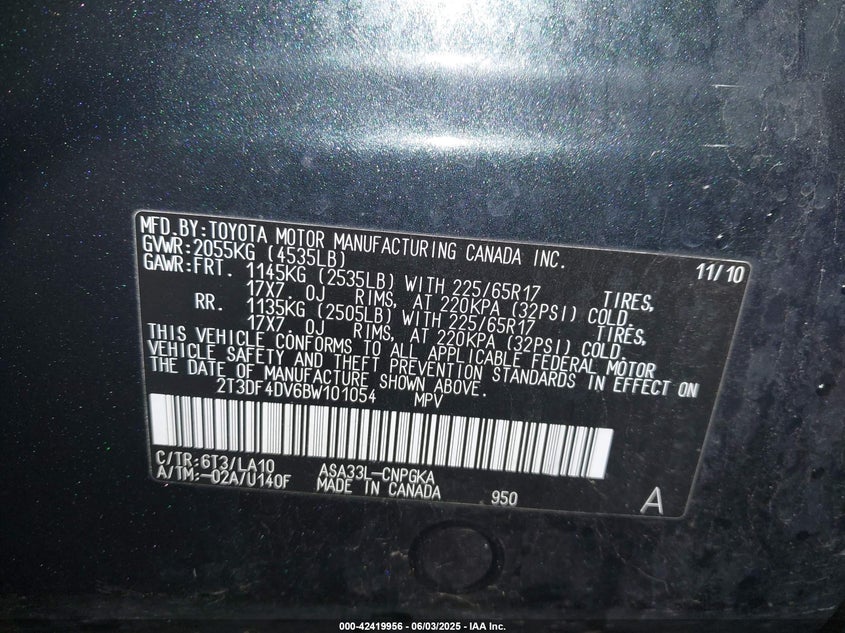 MFD.BY:TOYOTA MOTOR MANUFACTURING CANADA INC. 11/10
GVWR:2055KG (4535LB)
GAWR:FRT. 1145KG (2535LB) WITH 225/65R17 TIRES,
17X7. 0J RIMS, AT 220KPA (32PSI) COLD.
RR. 1135KG (2505LB) WITH 225/65R17 TIRES,
17X7. 0J RIMS, AT 220KPA (32PSI) COLD.
THIS VEHICLE CONFORMS TO ALL APPLICABLE FEDERAL MOTOR
VEHICLE SAFETY AND THEFT PREVENTION STANDARDS IN EFFECT ON
THE DATE OF MANUFACTURE SHOWN ABOVE.
2T3DF4DV6BW101054 MPV
C/TR:6T3/LA10 ASA33L-CNPGKA
A/TM:-02A/U140F MADE IN CANADA 950 A
000-42419956 - 06/03/2025 - IAA Inc.